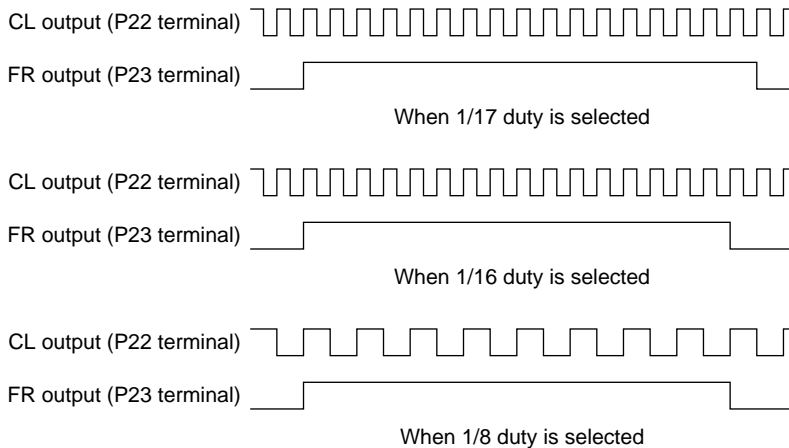 CL output (P22 terminal)
FR output (P23 terminal)
When 1/17 duty is selected
CL output (P22 terminal)
FR output (P23 terminal)
When 1/16 duty is selected
CL output (P22 terminal)
FR output (P23 terminal)
When 1/8 duty is selected